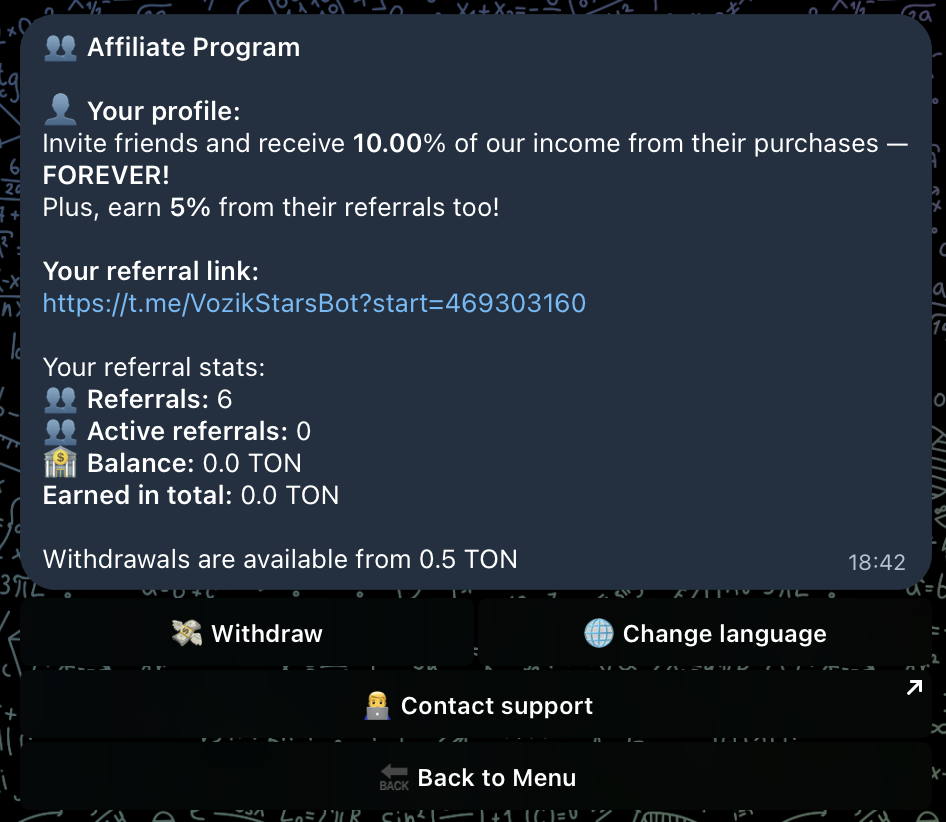 👥 Affiliate Program
👤 Your profile:
Invite friends and receive 10.00% of our income from their purchases —
FOREVER!
Plus, earn 5% from their referrals too!
Your referral link:
https://t.me/VozikStarsBot?start=469303160
Your referral stats:
👥 Referrals: 6
👥 Active referrals: 0
🏦 Balance: 0.0 TON
Earned in total: 0.0 TON
Withdrawals are available from 0.5 TON
18:42
💸 Withdraw
🌐 Change language
👨‍💻 Contact support
🔙 Back to Menu